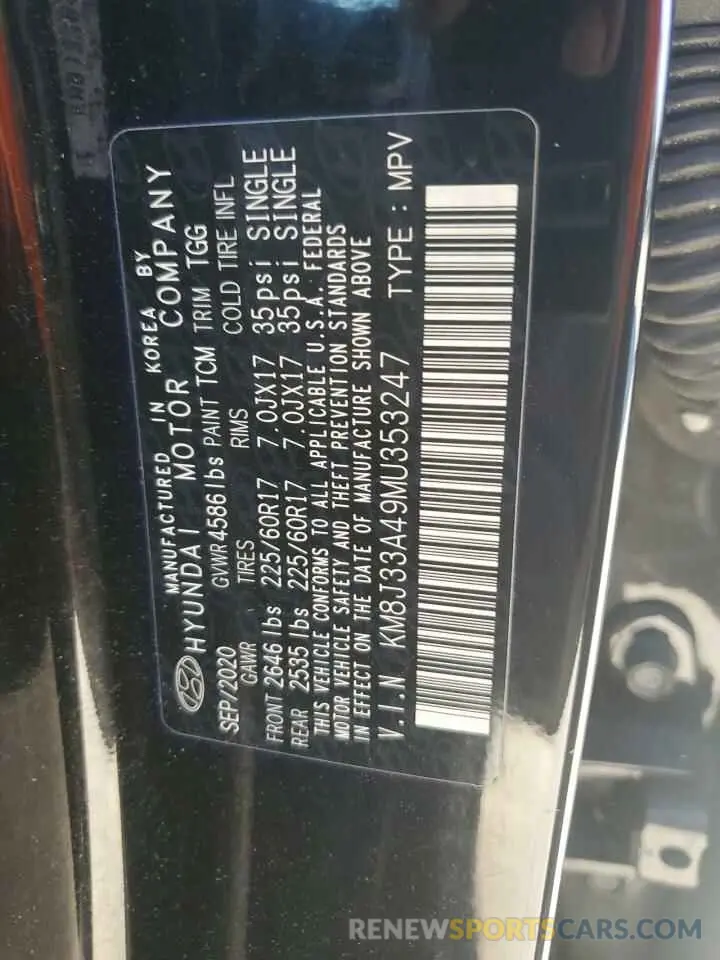 MANUFACTURED IN KOREA BY
HYUNDAI MOTOR COMPANY
SEP/2020 GVWR 4586 lbs PAINT TCM TRIM TGG
GAWR TIRES RIMS COLD TIRE INFL
FRONT 2646 lbs 225/60R17 7.0JX17 35psi SINGLE
REAR 2535 lbs 225/60R17 7.0JX17 35psi SINGLE
THIS VEHICLE CONFORMS TO ALL APPLICABLE U.S.A. FEDERAL
MOTOR VEHICLE SAFETY AND THEFT PREVENTION STANDARDS
IN EFFECT ON THE DATE OF MANUFACTURE SHOWN ABOVE
V.I.N KM8J33A49MU353247 TYPE : MPV
RENEWSPORTSCARS.COM